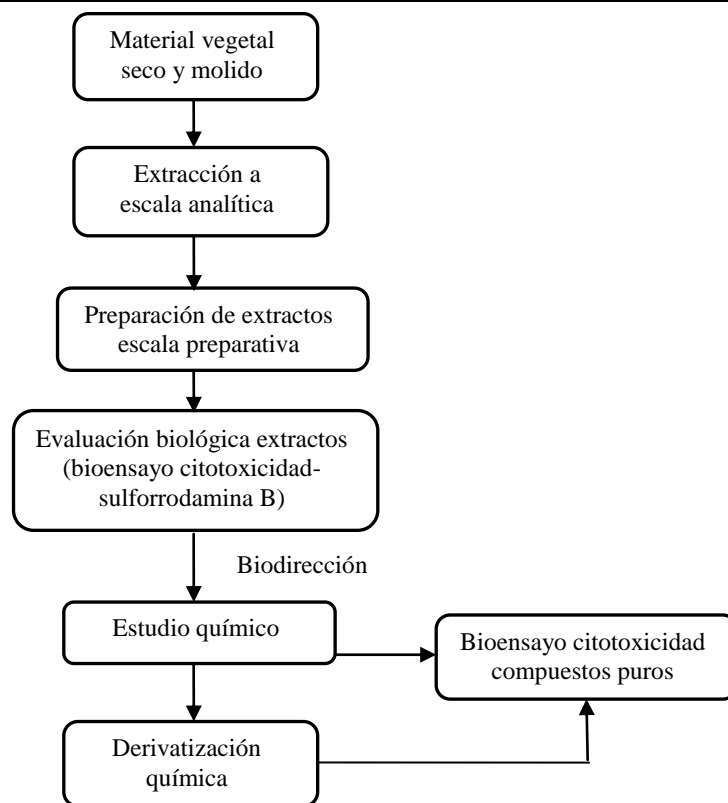 Material vegetal
seco y molido
Extracción a
escala analítica
Preparación de extractos
escala preparativa
Evaluación biológica extractos
(bioensayo citotoxicidad-
sulforrodamina B)
Biodirección
Estudio químico
Bioensayo citotoxicidad
compuestos puros
Derivatización
química